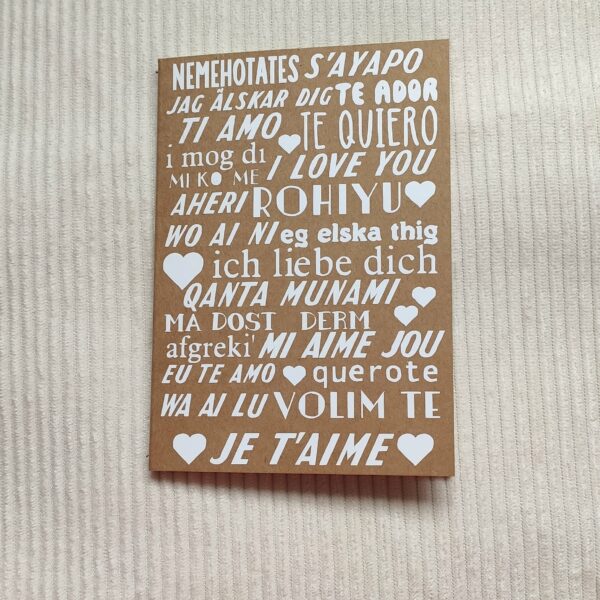 NEMEHOTATES S'AYAPO
JAG ÄLSKAR DIG TE ADOR
TI AMO TE QUIERO
i mog di I LOVE YOU
MI KO ME
AHERI ROHIYU
WO AI NI eg elska thig
ich liebe dich
QANTA MUNAMI
MA DOST DERM
afgreki' MI AIME JOU
EU TE AMO querote
WA AI LU VOLIM TE
JE T'AIME